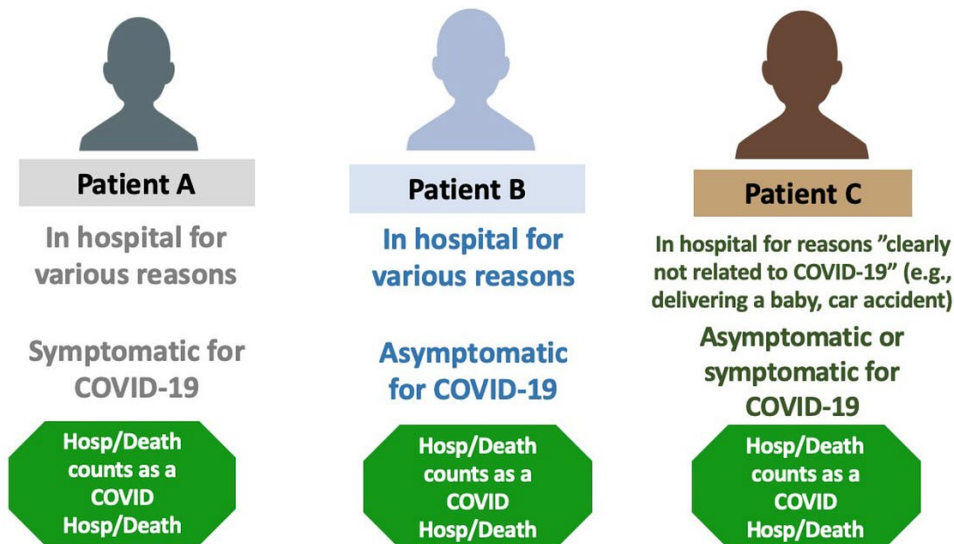 Patient A
In hospital for
various reasons
Symptomatic for
COVID-19
Hosp/Death
counts as a
COVID
Hosp/Death
Patient B
In hospital for
various reasons
Asymptomatic
for COVID-19
Hosp/Death
counts as a
COVID
Hosp/Death
Patient C
In hospital for reasons ”clearly
not related to COVID-19” (e.g.,
delivering a baby, car accident)
Asymptomatic or
symptomatic for
COVID-19
Hosp/Death
counts as a
COVID
Hosp/Death